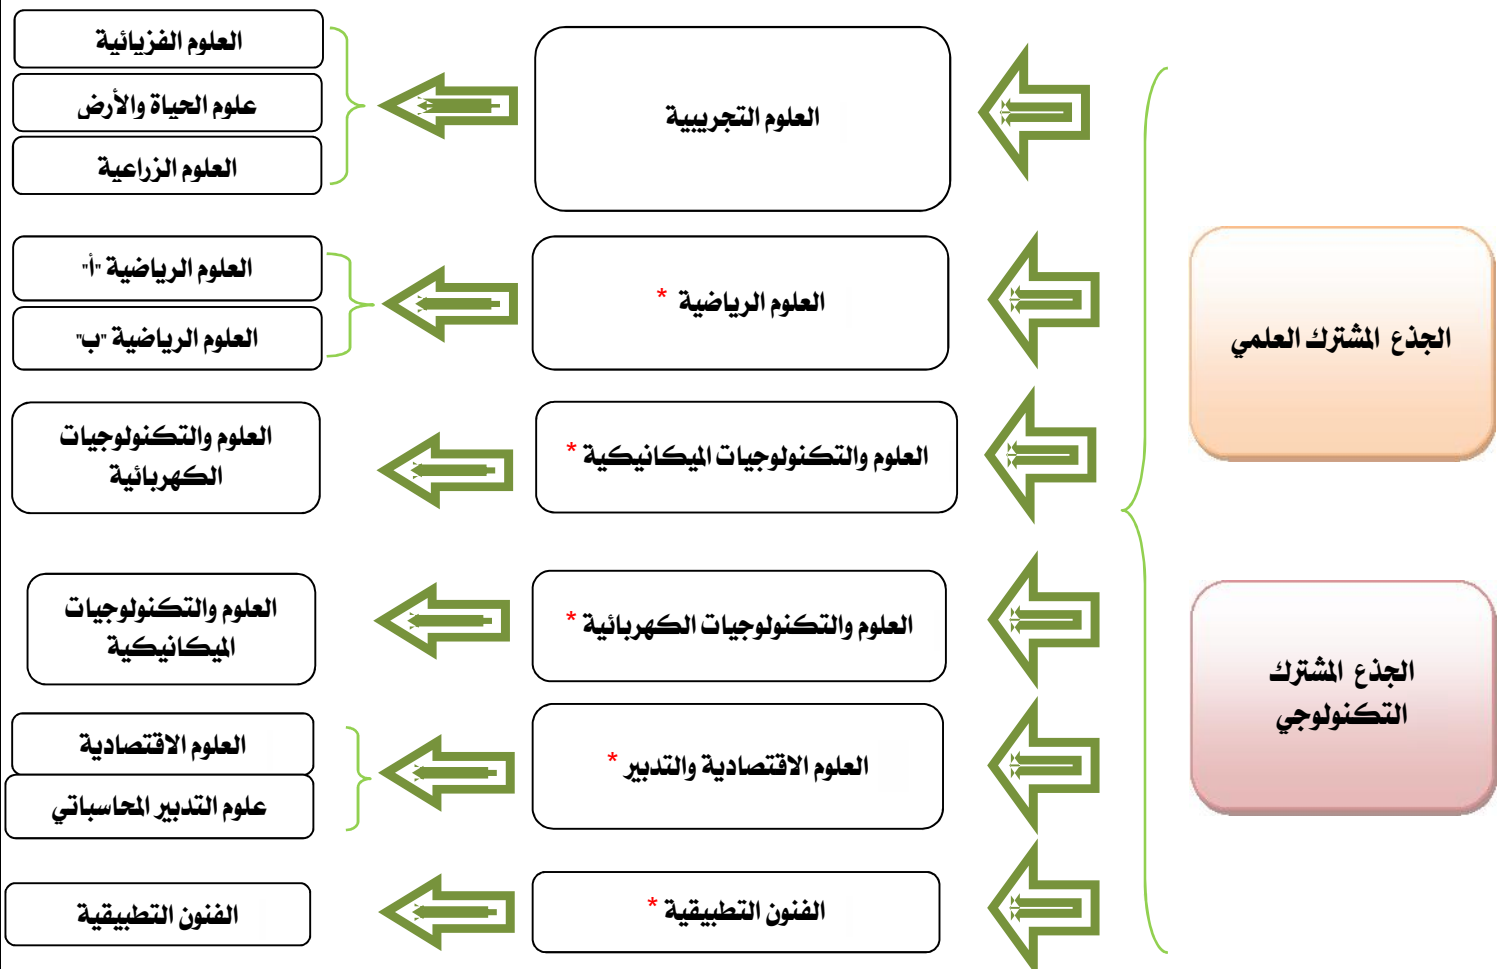 الجذع المشترك العلمي
الجذع المشترك
التكنولوجي
العلوم التجريبية
العلوم الرياضية *
العلوم والتكنولوجيات الميكانيكية *
العلوم والتكنولوجيات الكهربائية *
العلوم الاقتصادية والتدبير *
الفنون التطبيقية *
العلوم الفزيائية
علوم الحياة والأرض
العلوم الزراعية
العلوم الرياضية "أ"
العلوم الرياضية "ب"
العلوم والتكنولوجيات
الكهربائية
العلوم والتكنولوجيات
الميكانيكية
العلوم الاقتصادية
علوم التدبير المحاسباتي
الفنون التطبيقية